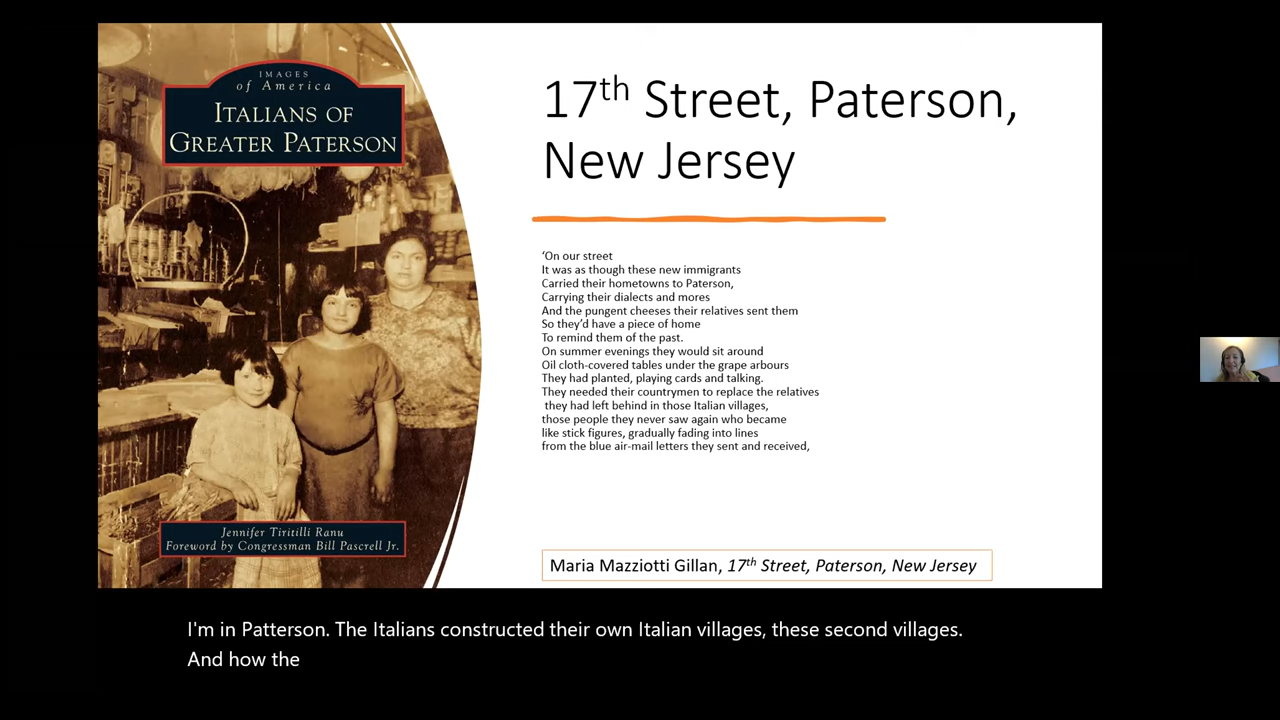 IMAGES
of America
ITALIANS OF
GREATER PATERSON
Jennifer Tiritilli Ranu
Foreword by Congressman Bill Pascrell Jr.
17th Street, Paterson,
New Jersey
‘On our street
It was as though these new immigrants
Carried their hometowns to Paterson,
Carrying their dialects and mores
And the pungent cheeses their relatives sent them
So they’d have a piece of home
To remind them of the past.
On summer evenings they would sit around
Oil cloth-covered tables under the grape arbours
They had planted, playing cards and talking.
They needed their countrymen to replace the relatives
they had left behind in those Italian villages,
those people they never saw again who became
like stick figures, gradually fading into lines
from the blue air-mail letters they sent and received,
Maria Mazziotti Gillan, 17th Street, Paterson, New Jersey
I'm in Patterson. The Italians constructed their own Italian villages, these second villages.
And how the